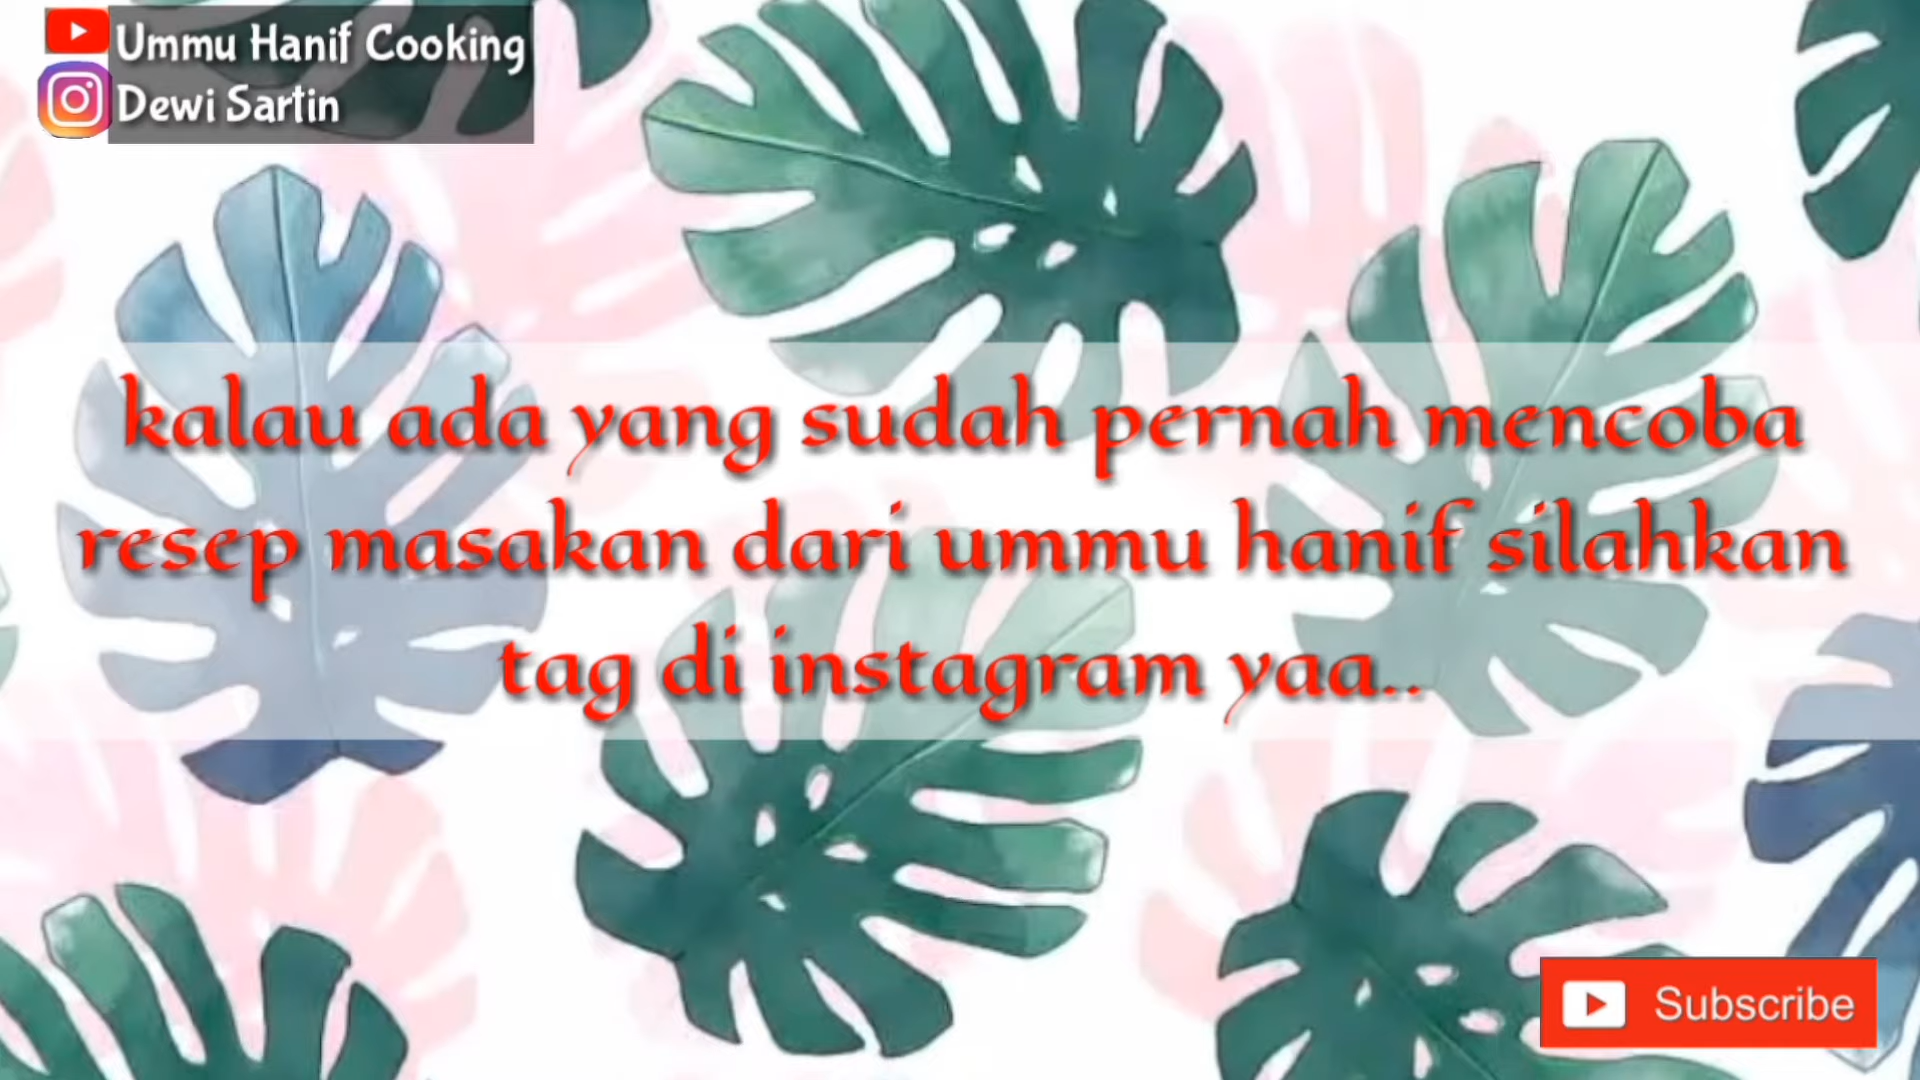 Ummu Hanif Cooking
Dewi Sartin
kalau ada yang sudah pernah mencoba
resep masakan dari ummu hanif silahkan
tag di instagram yaa..
Subscribe